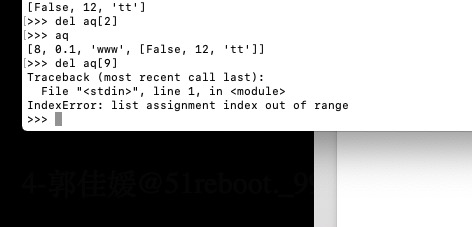 [False, 12, 'tt']
[>>> del aq[2]
[>>> aq
[8, 0.1, 'www', [False, 12, 'tt']]
[>>> del aq[9]
Traceback (most recent call last):
  File "<stdin>", line 1, in <module>
IndexError: list assignment index out of range
>>>
4-郭佳媛@51reboot._9